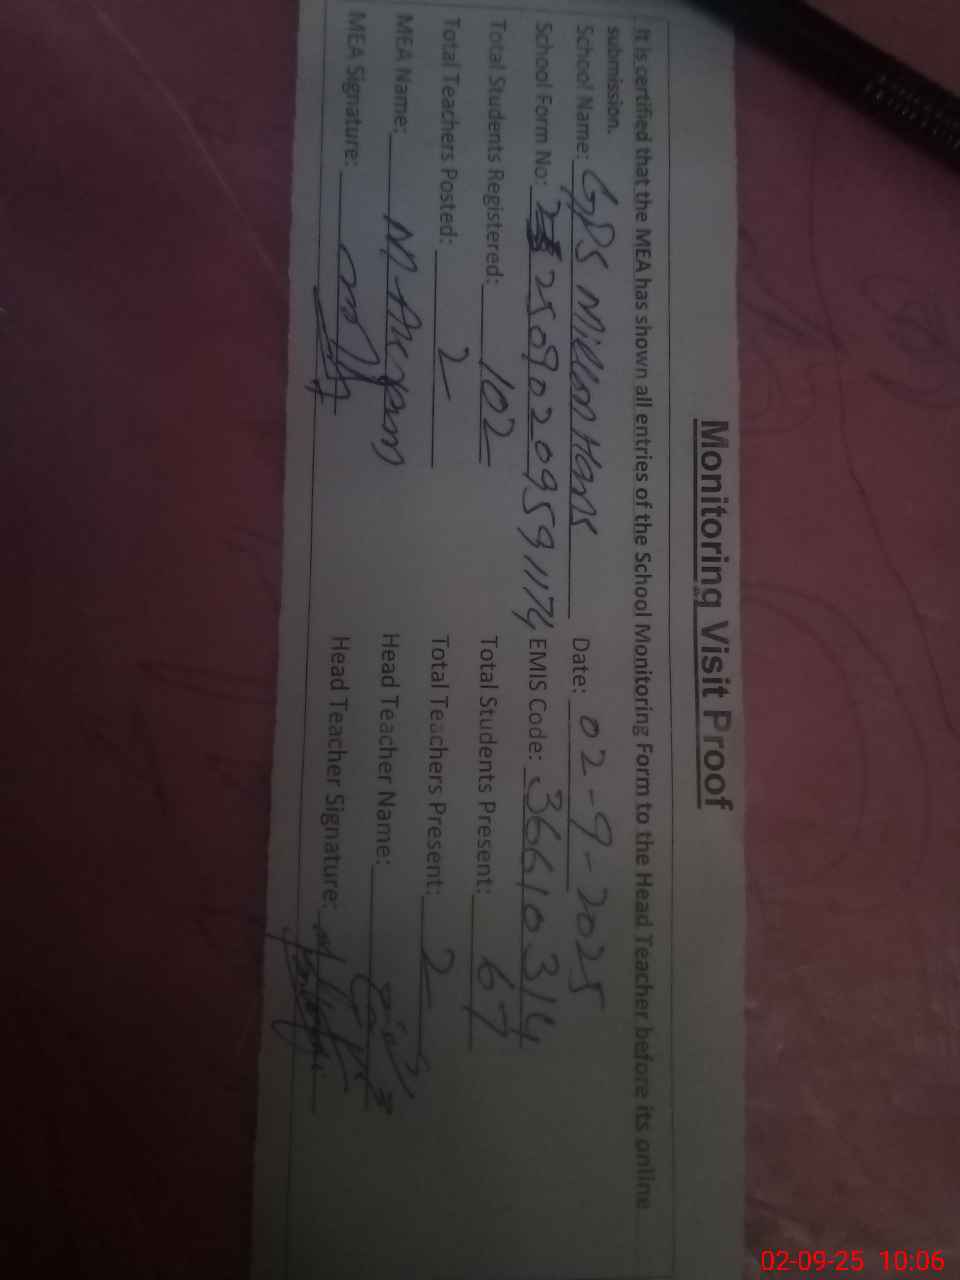 Monitoring Visit Proof
It is certified that the MEA has shown all entries of the School Monitoring Form to the Head Teacher before its online
submission.
School Name: GPS Millon Hans Date: 02-9-2025
School Form No: 25090209591174 EMIS Code: 36610314
Total Students Registered: 102 Total Students Present: 67
Total Teachers Posted: 2 Total Teachers Present: 2
MEA Name: M Head Teacher Name:
MEA Signature: Head Teacher Signature:
02-09-25 10:06